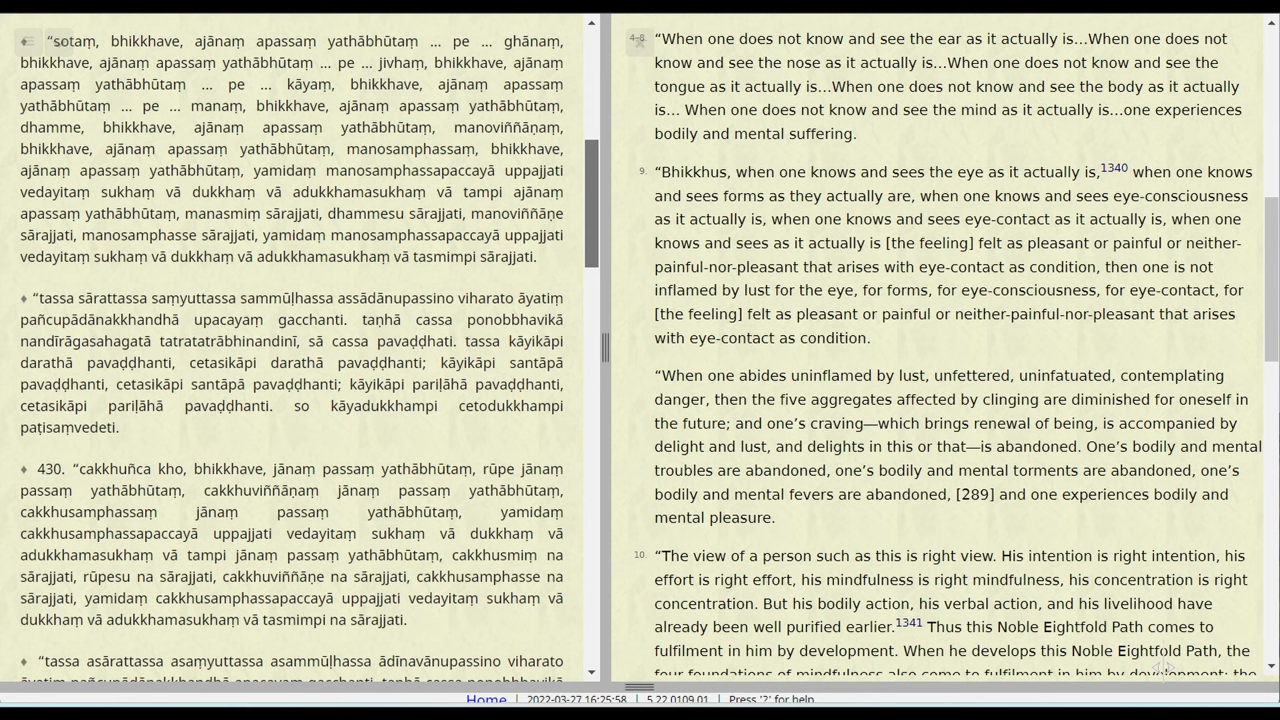 ♦ “sotaṃ, bhikkhave, ajānaṃ apassaṃ yathābhūtaṃ ... pe ... ghānaṃ,
bhikkhave, ajānaṃ apassaṃ yathābhūtaṃ ... pe ... jivhaṃ, bhikkhave, ajānaṃ
apassaṃ yathābhūtaṃ ... pe ... kāyaṃ, bhikkhave, ajānaṃ apassaṃ
yathābhūtaṃ ... pe ... manaṃ, bhikkhave, ajānaṃ apassaṃ yathābhūtaṃ,
dhamme, bhikkhave, ajānaṃ apassaṃ yathābhūtaṃ, manoviññāṇaṃ,
bhikkhave, ajānaṃ apassaṃ yathābhūtaṃ, manosamphassaṃ, bhikkhave,
ajānaṃ apassaṃ yathābhūtaṃ, yamidaṃ manosamphassapaccayā uppajjati
vedayitaṃ sukhaṃ vā dukkhaṃ vā adukkhamasukhaṃ vā tampi ajānaṃ
apassaṃ yathābhūtaṃ, manasmiṃ sārajjati, dhammesu sārajjati, manoviññāṇe
sārajjati, manosamphasse sārajjati, yamidaṃ manosamphassapaccayā uppajjati
vedayitaṃ sukhaṃ vā dukkhaṃ vā adukkhamasukhaṃ vā tasmimpi sārajjati.
♦ “tassa sārattassa saṃyuttassa sammūḷhassa assādānupassino viharato āyatiṃ
pañcupādānakkhandhā upacayaṃ gacchanti. taṇhā cassa ponobbhavikā
nandīrāgasahagatā tatratatrābhinandinī, sā cassa pavaḍḍhati. tassa kāyikāpi
darathā pavaḍḍhanti, cetasikāpi darathā pavaḍḍhanti; kāyikāpi santāpā
pavaḍḍhanti, cetasikāpi santāpā pavaḍḍhanti; kāyikāpi pariḷāhā pavaḍḍhanti,
cetasikāpi pariḷāhā pavaḍḍhanti. so kāyadukkhampi cetodukkhampi
paṭisaṃvedeti.
♦ 430. “cakkhuñca kho, bhikkhave, jānaṃ passaṃ yathābhūtaṃ, rūpe jānaṃ
passaṃ yathābhūtaṃ, cakkhuviññāṇaṃ jānaṃ passaṃ yathābhūtaṃ,
cakkhusamphassaṃ jānaṃ passaṃ yathābhūtaṃ, yamidaṃ
cakkhusamphassapaccayā uppajjati vedayitaṃ sukhaṃ vā dukkhaṃ vā
adukkhamasukhaṃ vā tampi jānaṃ passaṃ yathābhūtaṃ, cakkhusmiṃ na
sārajjati, rūpesu na sārajjati, cakkhuviññāṇe na sārajjati, cakkhusamphasse na
sārajjati, yamidaṃ cakkhusamphassapaccayā uppajjati vedayitaṃ sukhaṃ vā
dukkhaṃ vā adukkhamasukhaṃ vā tasmimpi na sārajjati.
♦ “tassa asārattassa asaṃyuttassa asammūḷhassa ādīnavānupassino viharato
āyatiṃ pañcupādānakkhandhā apacayaṃ gacchanti. taṇhā cassa
4–8. “When one does not know and see the ear as it actually is…When one does not
know and see the nose as it actually is…When one does not know and see the
tongue as it actually is…When one does not know and see the body as it actually
is… When one does not know and see the mind as it actually is…one experiences
bodily and mental suffering.
9. “Bhikkhus, when one knows and sees the eye as it actually is,1340 when one knows
and sees forms as they actually are, when one knows and sees eye-consciousness
as it actually is, when one knows and sees eye-contact as it actually is, when one
knows and sees as it actually is [the feeling] felt as pleasant or painful or neither-
painful-nor-pleasant that arises with eye-contact as condition, then one is not
inflamed by lust for the eye, for forms, for eye-consciousness, for eye-contact, for
[the feeling] felt as pleasant or painful or neither-painful-nor-pleasant that arises
with eye-contact as condition.
“When one abides uninflamed by lust, unfettered, uninfatuated, contemplating
danger, then the five aggregates affected by clinging are diminished for oneself in
the future; and one’s craving—which brings renewal of being, is accompanied by
delight and lust, and delights in this or that—is abandoned. One’s bodily and mental
troubles are abandoned, one’s bodily and mental torments are abandoned, one’s
bodily and mental fevers are abandoned, [289] and one experiences bodily and
mental pleasure.
10. “The view of a person such as this is right view. His intention is right intention, his
effort is right effort, his mindfulness is right mindfulness, his concentration is right
concentration. But his bodily action, his verbal action, and his livelihood have
already been well purified earlier.1341 Thus this Noble Eightfold Path comes to
fulfilment in him by development. When he develops this Noble Eightfold Path, the
four foundations of mindfulness also come to fulfilment in him by development; the
Home | 2022-03-27 16:25:58 | 5.22.0109.01 | Press '?' for help